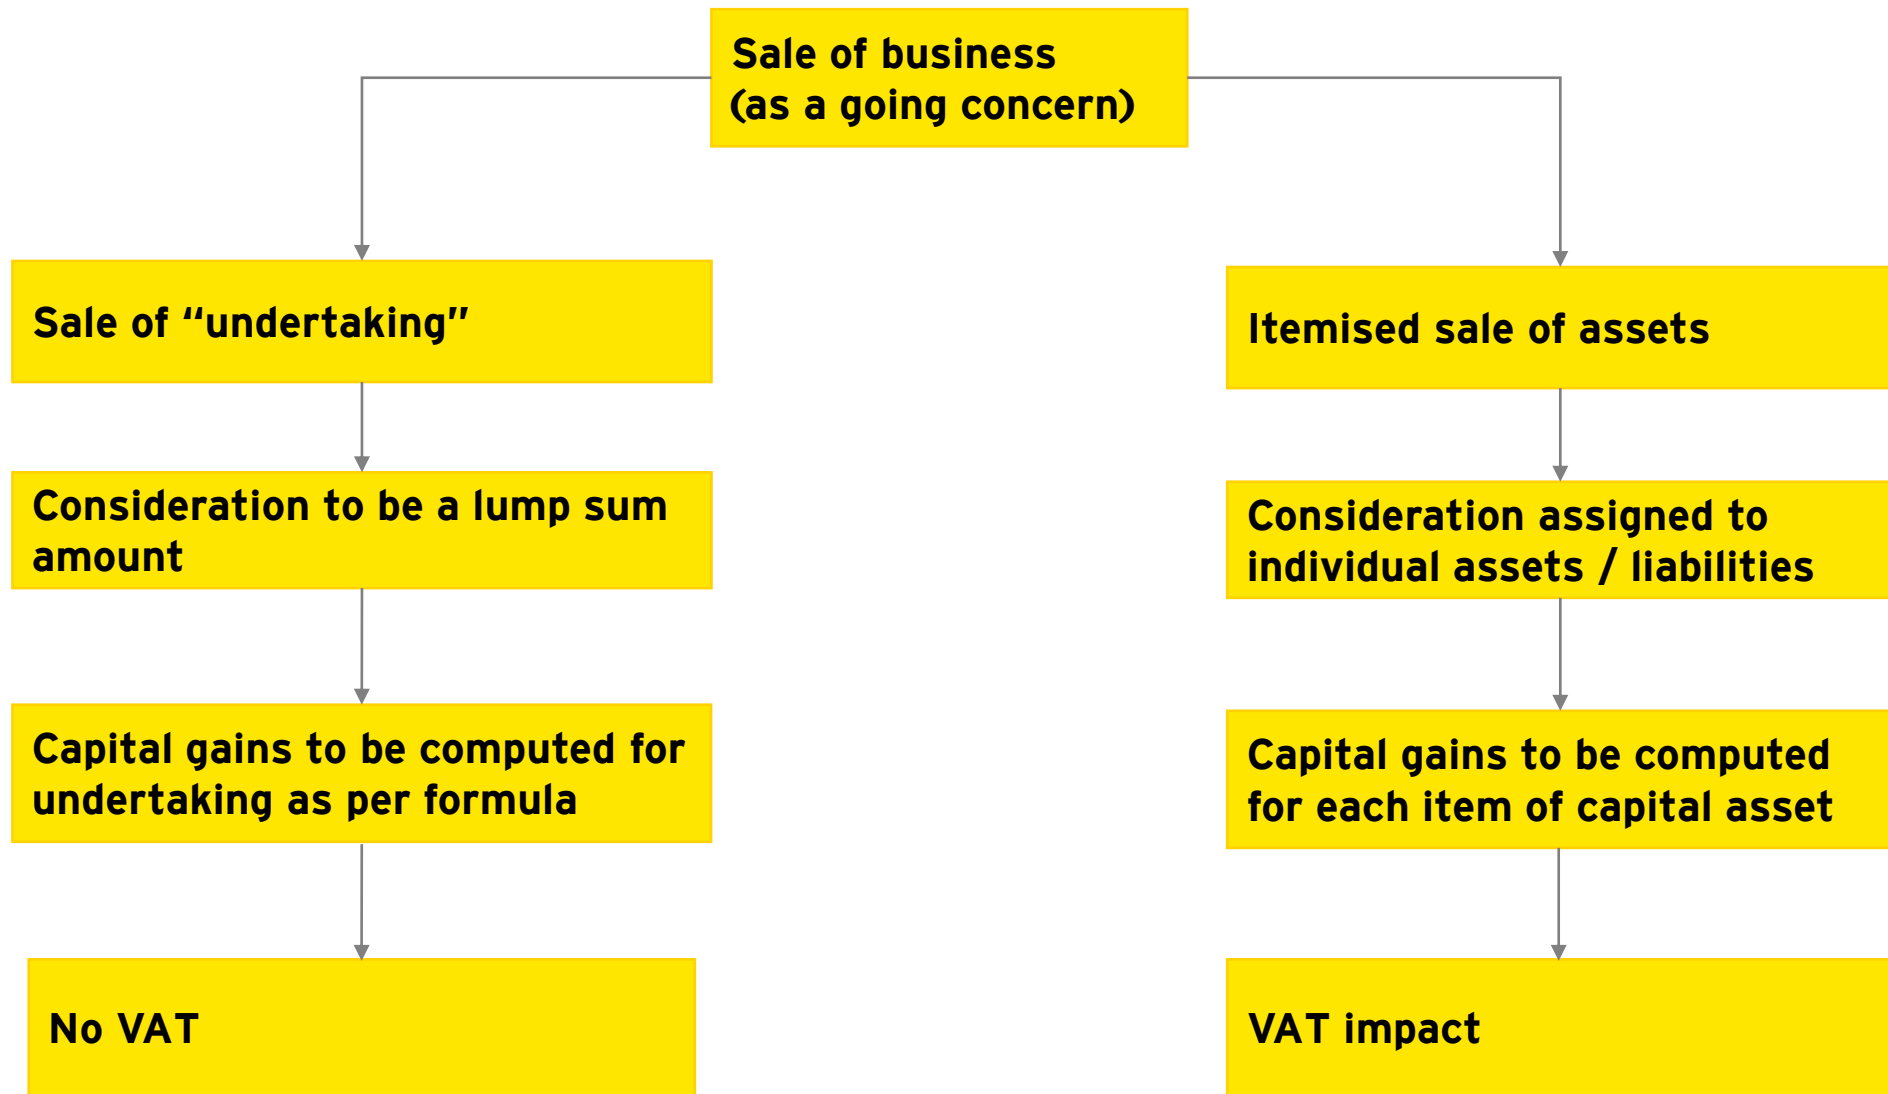 Sale of business
(as a going concern)
Sale of “undertaking”
Consideration to be a lump sum
amount
Capital gains to be computed for
undertaking as per formula
No VAT
Itemised sale of assets
Consideration assigned to
individual assets / liabilities
Capital gains to be computed
for each item of capital asset
VAT impact